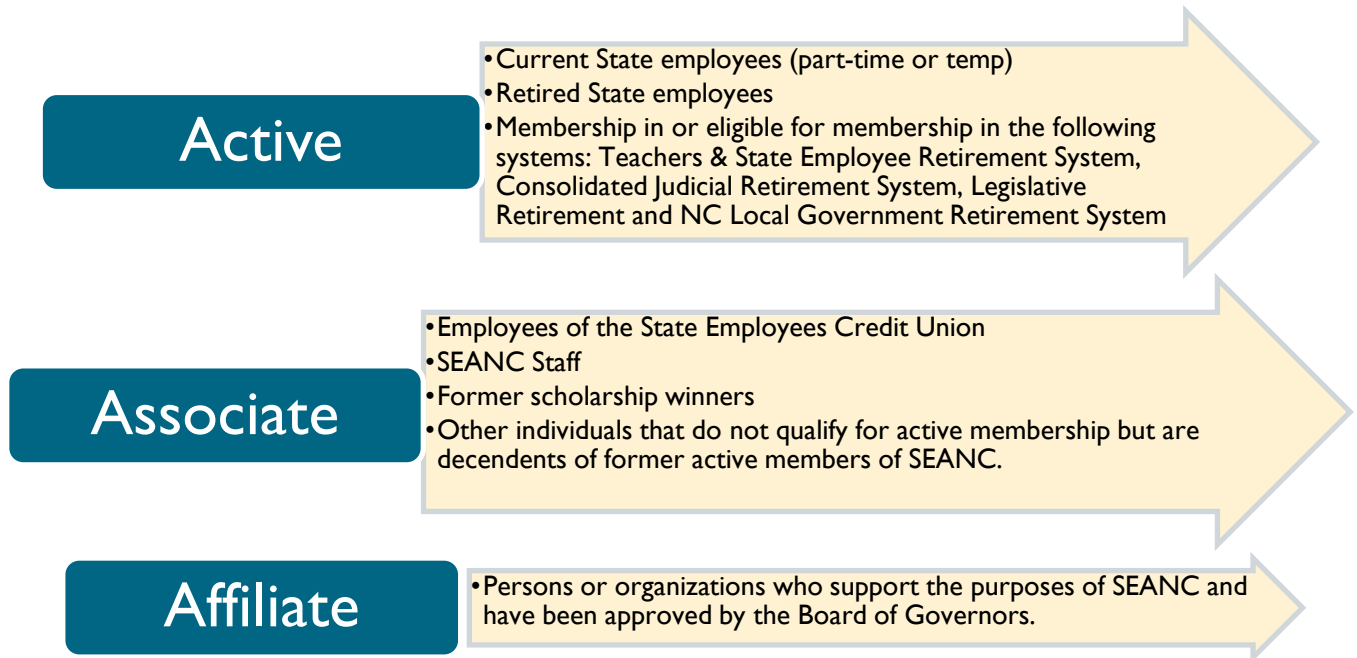 Active
•Current State employees (part-time or temp)
•Retired State employees
•Membership in or eligible for membership in the following
systems: Teachers & State Employee Retirement System,
Consolidated Judicial Retirement System, Legislative
Retirement and NC Local Government Retirement System
Associate
•Employees of the State Employees Credit Union
•SEANC Staff
•Former scholarship winners
•Other individuals that do not qualify for active membership but are
decendents of former active members of SEANC.
Affiliate
•Persons or organizations who support the purposes of SEANC and
have been approved by the Board of Governors.